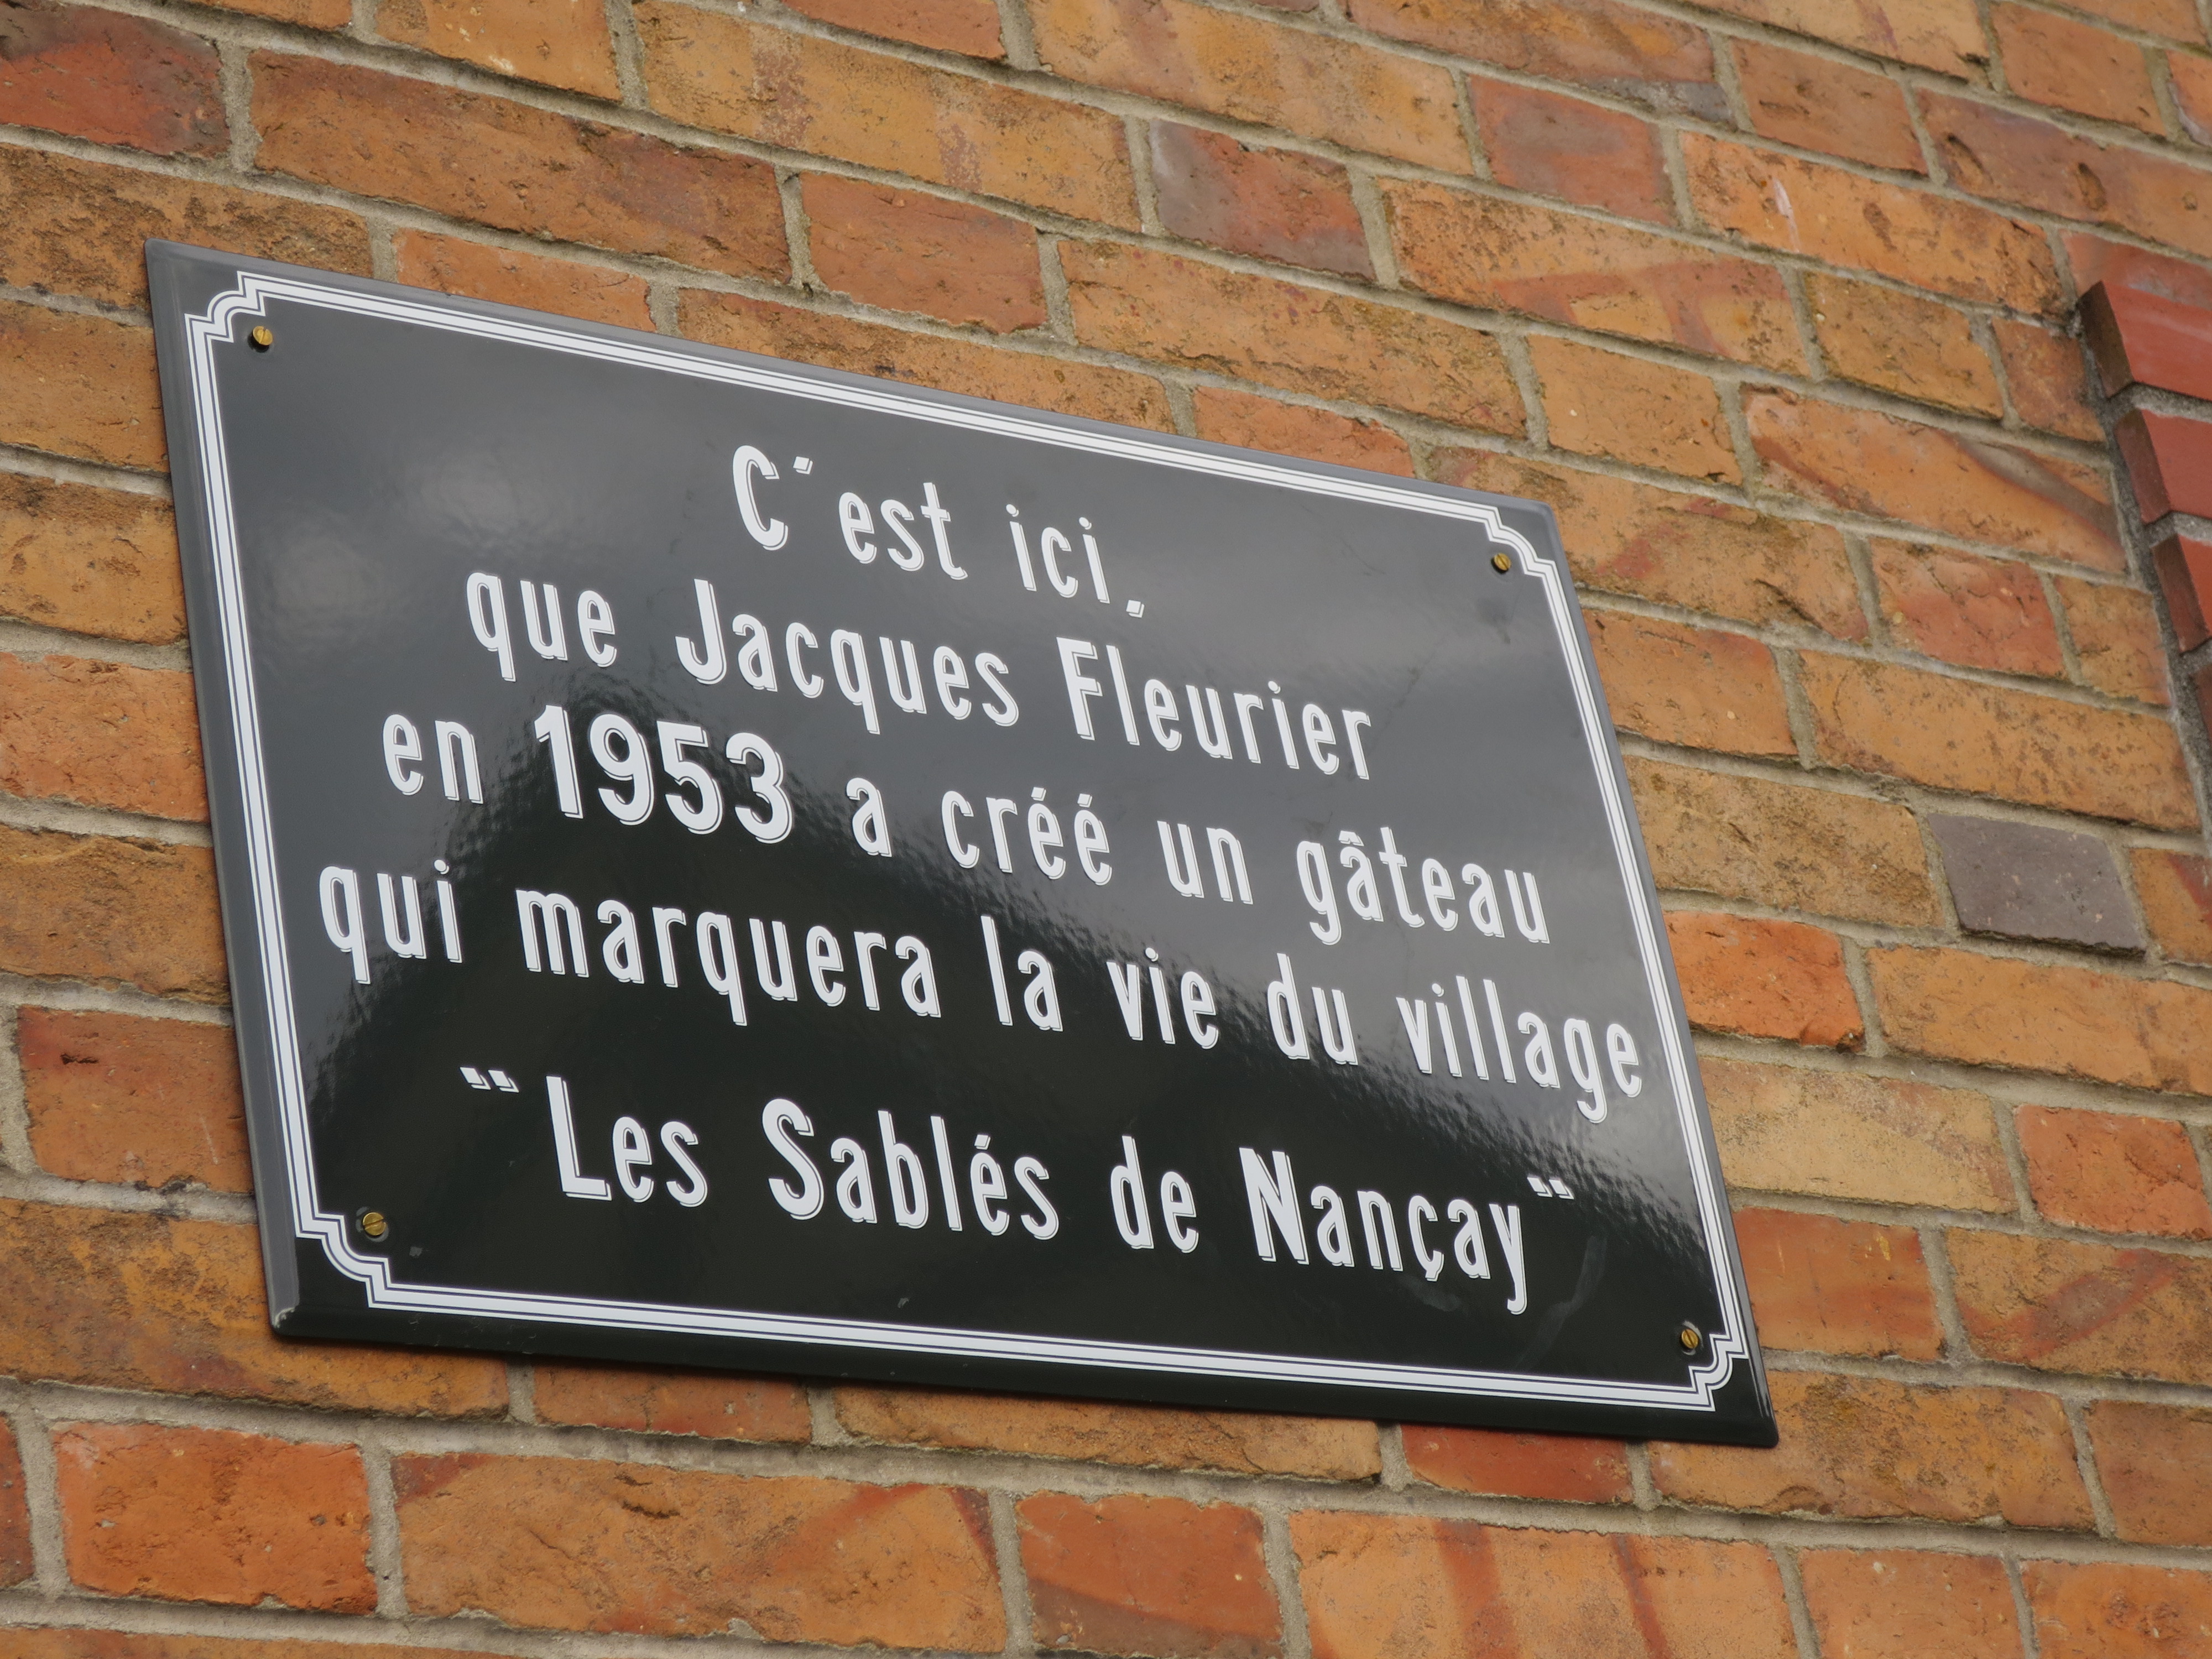 C'est ici,
que Jacques Fleurier
en 1953 a créé un gâteau
qui marquera la vie du village
"Les Sablés de Nançay"